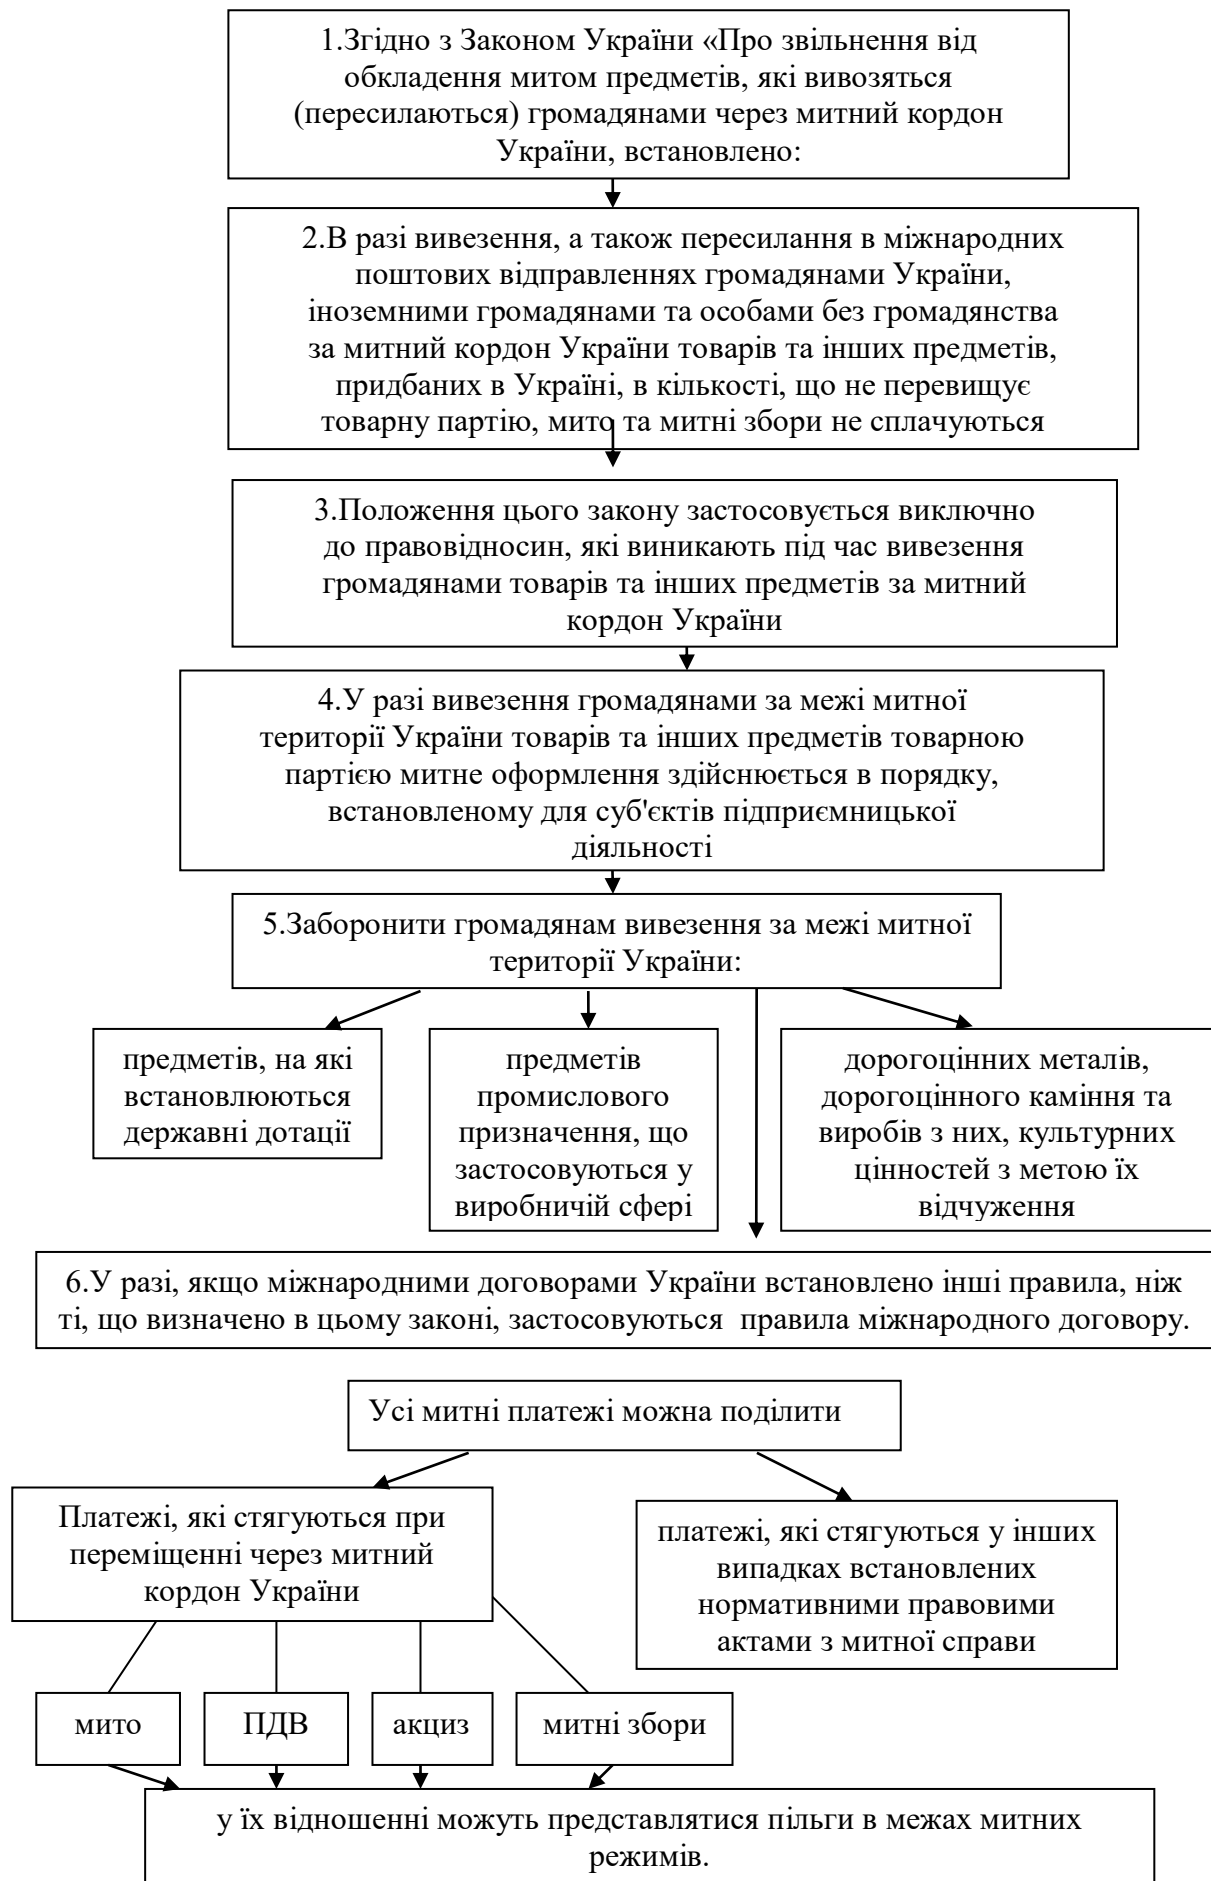 1.Згідно з Законом України «Про звільнення від
обкладення митом предметів, які вивозяться
(пересилаються) громадянами через митний кордон
України, встановлено:
2.В разі вивезення, а також пересилання в міжнародних
поштових відправленнях громадянами України,
іноземними громадянами та особами без громадянства
за митний кордон України товарів та інших предметів,
придбаних в Україні, в кількості, що не перевищує
товарну партію, мито та митні збори не сплачуються
3.Положення цього закону застосовується виключно
до правовідносин, які виникають під час вивезення
громадянами товарів та інших предметів за митний
кордон України
4.У разі вивезення громадянами за межі митної
території України товарів та інших предметів товарною
партією митне оформлення здійснюється в порядку,
встановленому для суб'єктів підприємницької
діяльності
5.Заборонити громадянам вивезення за межі митної
території України:
предметів, на які
встановлюються
державні дотації
предметів
промислового
призначення, що
застосовуються у
виробничій сфері
дорогоцінних металів,
дорогоцінного каміння та
виробів з них, культурних
цінностей з метою їх
відчуження
6.У разі, якщо міжнародними договорами України встановлено інші правила, ніж
ті, що визначено в цьому законі, застосовуються правила міжнародного договору.
Усі митні платежі можна поділити
Платежі, які стягуються при
переміщенні через митний
кордон України
платежі, які стягуються у інших
випадках встановлених
нормативними правовими
актами з митної справи
мито
ПДВ
акциз
митні збори
у їх відношенні можуть представлятися пільги в межах митних
режимів.